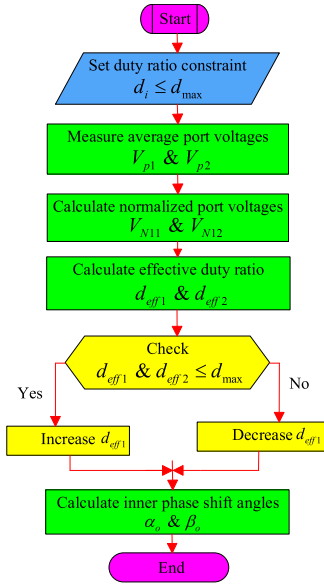 Start
Set duty ratio constraint
d_i ≤ d_max
Measure average port voltages
V_p1 & V_p2
Calculate normalized port voltages
V_N11 & V_N12
Calculate effective duty ratio
d_eff1 & d_eff2
Check
d_eff1 & d_eff2 ≤ d_max
Yes
No
Increase d_eff1
Decrease d_eff1
Calculate inner phase shift angles
α_o & β_o
End